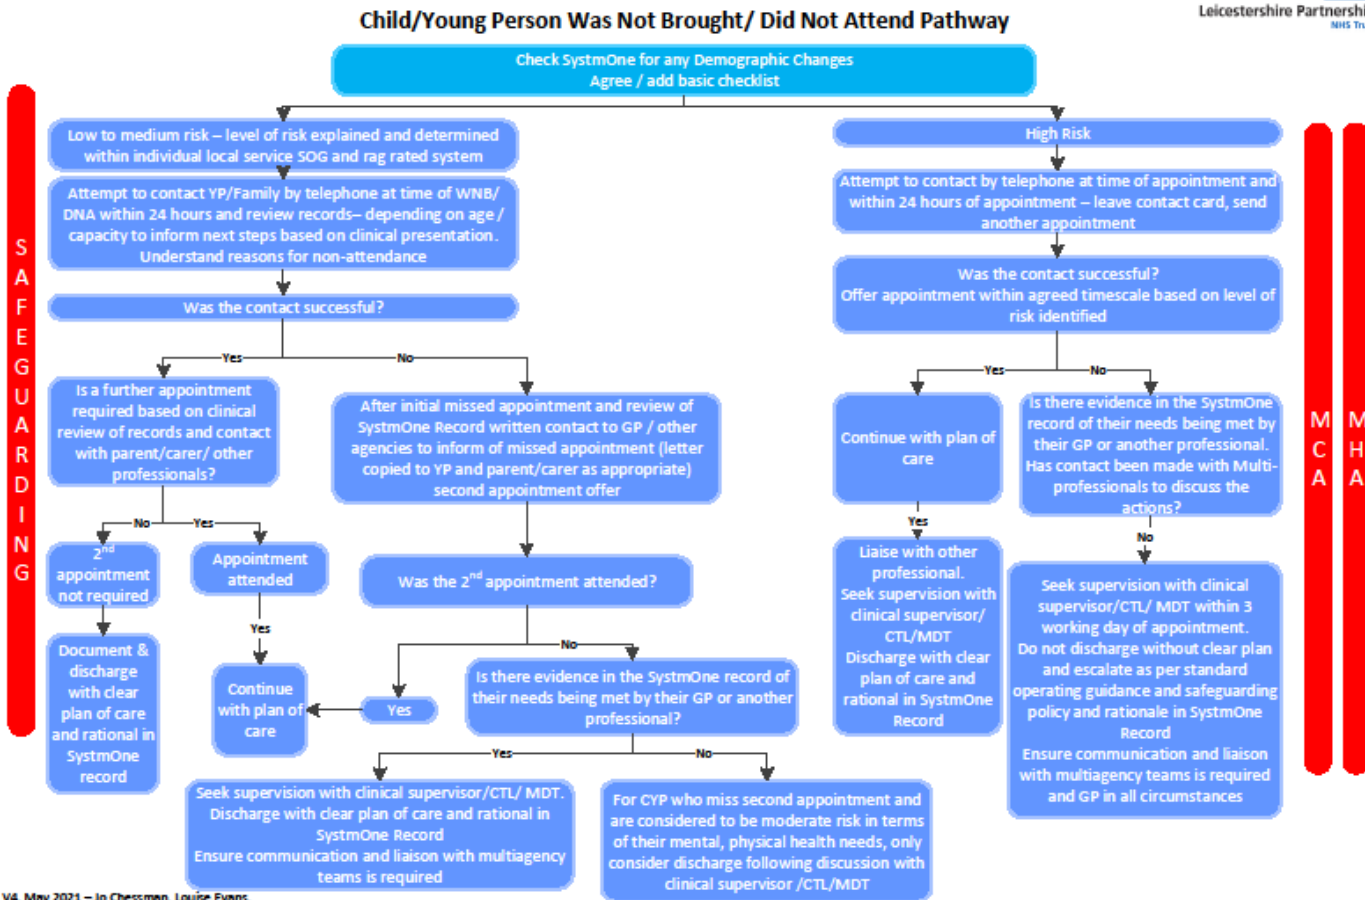 Child/Young Person Was Not Brought/ Did Not Attend Pathway
Leicestershire Partnershi
NHS Tru
Check SystmOne for any Demographic Changes
Agree / add basic checklist
Low to medium risk – level of risk explained and determined
within individual local service SOG and rag rated system
High Risk
Attempt to contact YP/Family by telephone at time of WNB/
DNA within 24 hours and review records– depending on age /
capacity to inform next steps based on clinical presentation.
Understand reasons for non-attendance
Attempt to contact by telephone at time of appointment and
within 24 hours of appointment – leave contact card, send
another appointment
Was the contact successful?
Was the contact successful?
Offer appointment within agreed timescale based on level of
risk identified
Yes
No
Yes
No
Is a further appointment
required based on clinical
review of records and contact
with parent/carer/ other
professionals?
After initial missed appointment and review of
SystmOne Record written contact to GP / other
agencies to inform of missed appointment (letter
copied to YP and parent/carer as appropriate)
second appointment offer
Continue with plan of
care
Is there evidence in the SystmOne
record of their needs being met by
their GP or another professional.
Has contact been made with Multi-
professionals to discuss the
actions?
No
Yes
Yes
No
2nd
appointment
not required
Appointment
attended
Was the 2nd appointment attended?
Liaise with other
professional.
Seek supervision with
clinical supervisor/
CTL/MDT
Discharge with clear
plan of care and
rational in SystmOne
Record
Seek supervision with clinical
supervisor/CTL/ MDT within 3
working day of appointment.
Do not discharge without clear plan
and escalate as per standard
operating guidance and safeguarding
policy and rationale in SystmOne
Record
Ensure communication and liaison
with multiagency teams is required
and GP in all circumstances
Yes
No
Document &
discharge
with clear
plan of care
and rational in
SystmOne
record
Continue
with plan of
care
Yes
Is there evidence in the SystmOne record of
their needs being met by their GP or another
professional?
Yes
No
Seek supervision with clinical supervisor/CTL/ MDT.
Discharge with clear plan of care and rational in
SystmOne Record
Ensure communication and liaison with multiagency
teams is required
For CYP who miss second appointment and
are considered to be moderate risk in terms
of their mental, physical health needs, only
consider discharge following discussion with
clinical supervisor /CTL/MDT
SAFEGUARDING
MCA
MHA
V4 May 2021 – Jo Chessman, Louise Evans